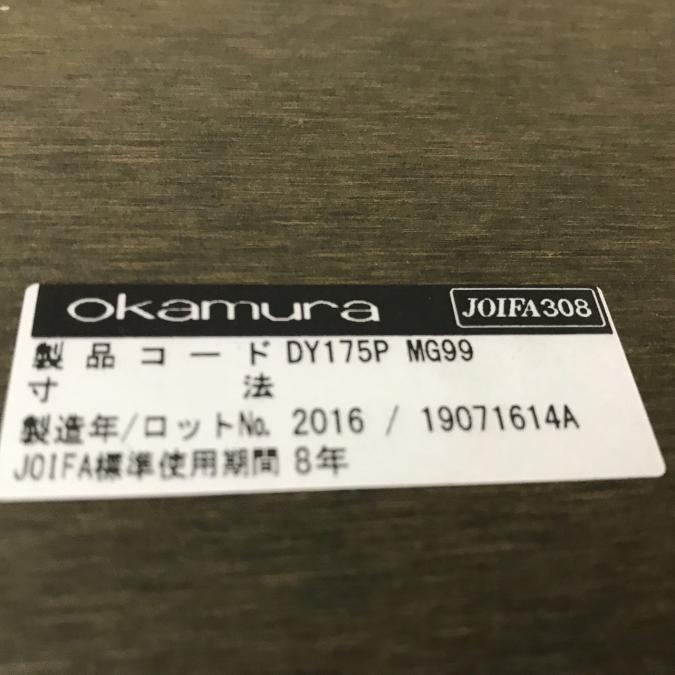 okamura JOIFA308
製品コード DY175P MG99
寸法
製造年/ロットNo. 2016 / 19071614A
JOIFA標準使用期間 8年